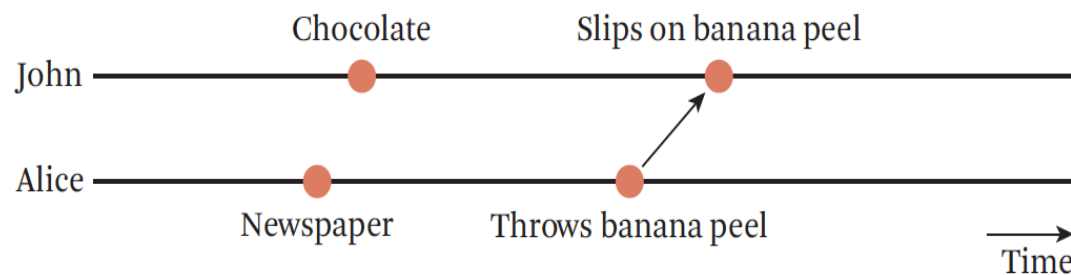 Chocolate
Slips on banana peel
John
Alice
Newspaper
Throws banana peel
Time